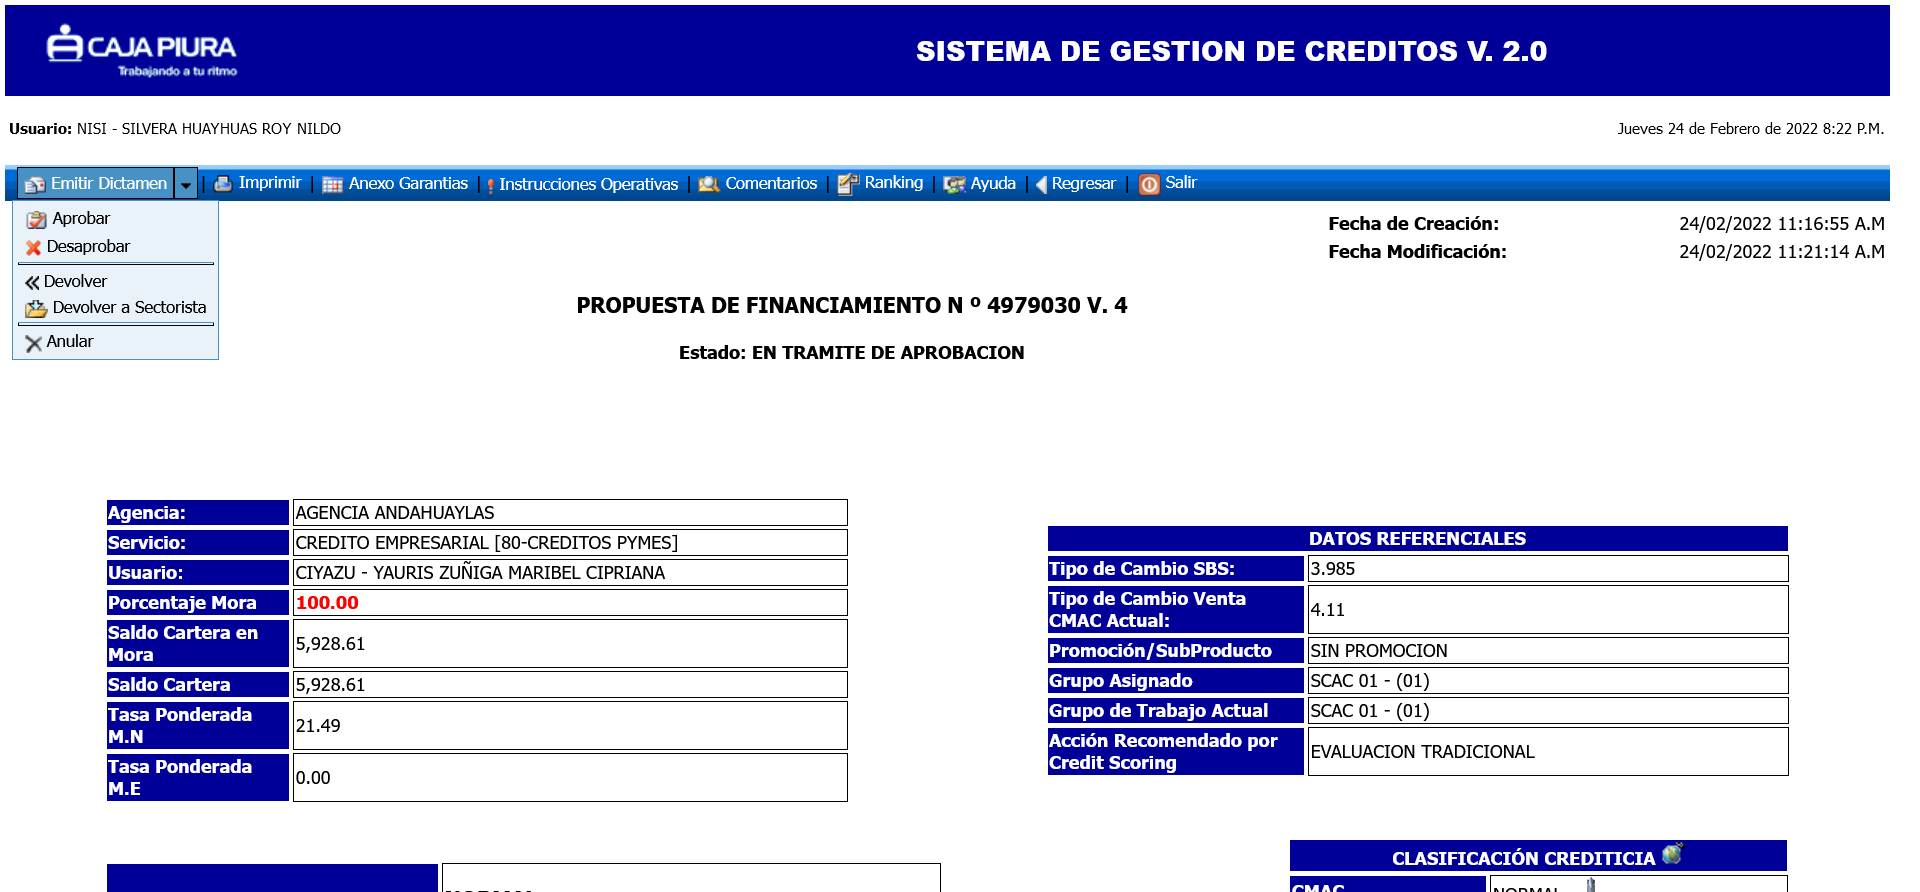 CAJA PIURA
Trabajando a tu ritmo
SISTEMA DE GESTION DE CREDITOS V. 2.0
Usuario: NISI - SILVERA HUAYHUAS ROY NILDO
Jueves 24 de Febrero de 2022 8:22 P.M.
Emitir Dictamen | Imprimir | Anexo Garantias | Instrucciones Operativas | Comentarios | Ranking | Ayuda | Regresar | Salir
Aprobar
Desaprobar
Devolver
Devolver a Sectorista
Anular
Fecha de Creación: 24/02/2022 11:16:55 A.M
Fecha Modificación: 24/02/2022 11:21:14 A.M
PROPUESTA DE FINANCIAMIENTO N º 4979030 V. 4
Estado: EN TRAMITE DE APROBACION
Agencia: AGENCIA ANDAHUAYLAS
Servicio: CREDITO EMPRESARIAL [80-CREDITOS PYMES]
Usuario: CIYAZU - YAURIS ZUÑIGA MARIBEL CIPRIANA
Porcentaje Mora 100.00
Saldo Cartera en
Mora
5,928.61
Saldo Cartera 5,928.61
Tasa Ponderada
M.N
21.49
Tasa Ponderada
M.E
0.00
DATOS REFERENCIALES
Tipo de Cambio SBS: 3.985
Tipo de Cambio Venta
CMAC Actual:
4.11
Promoción/SubProducto SIN PROMOCION
Grupo Asignado SCAC 01 - (01)
Grupo de Trabajo Actual SCAC 01 - (01)
Acción Recomendado por
Credit Scoring
EVALUACION TRADICIONAL
CLASIFICACIÓN CREDITICIA
CMAC NORMAL